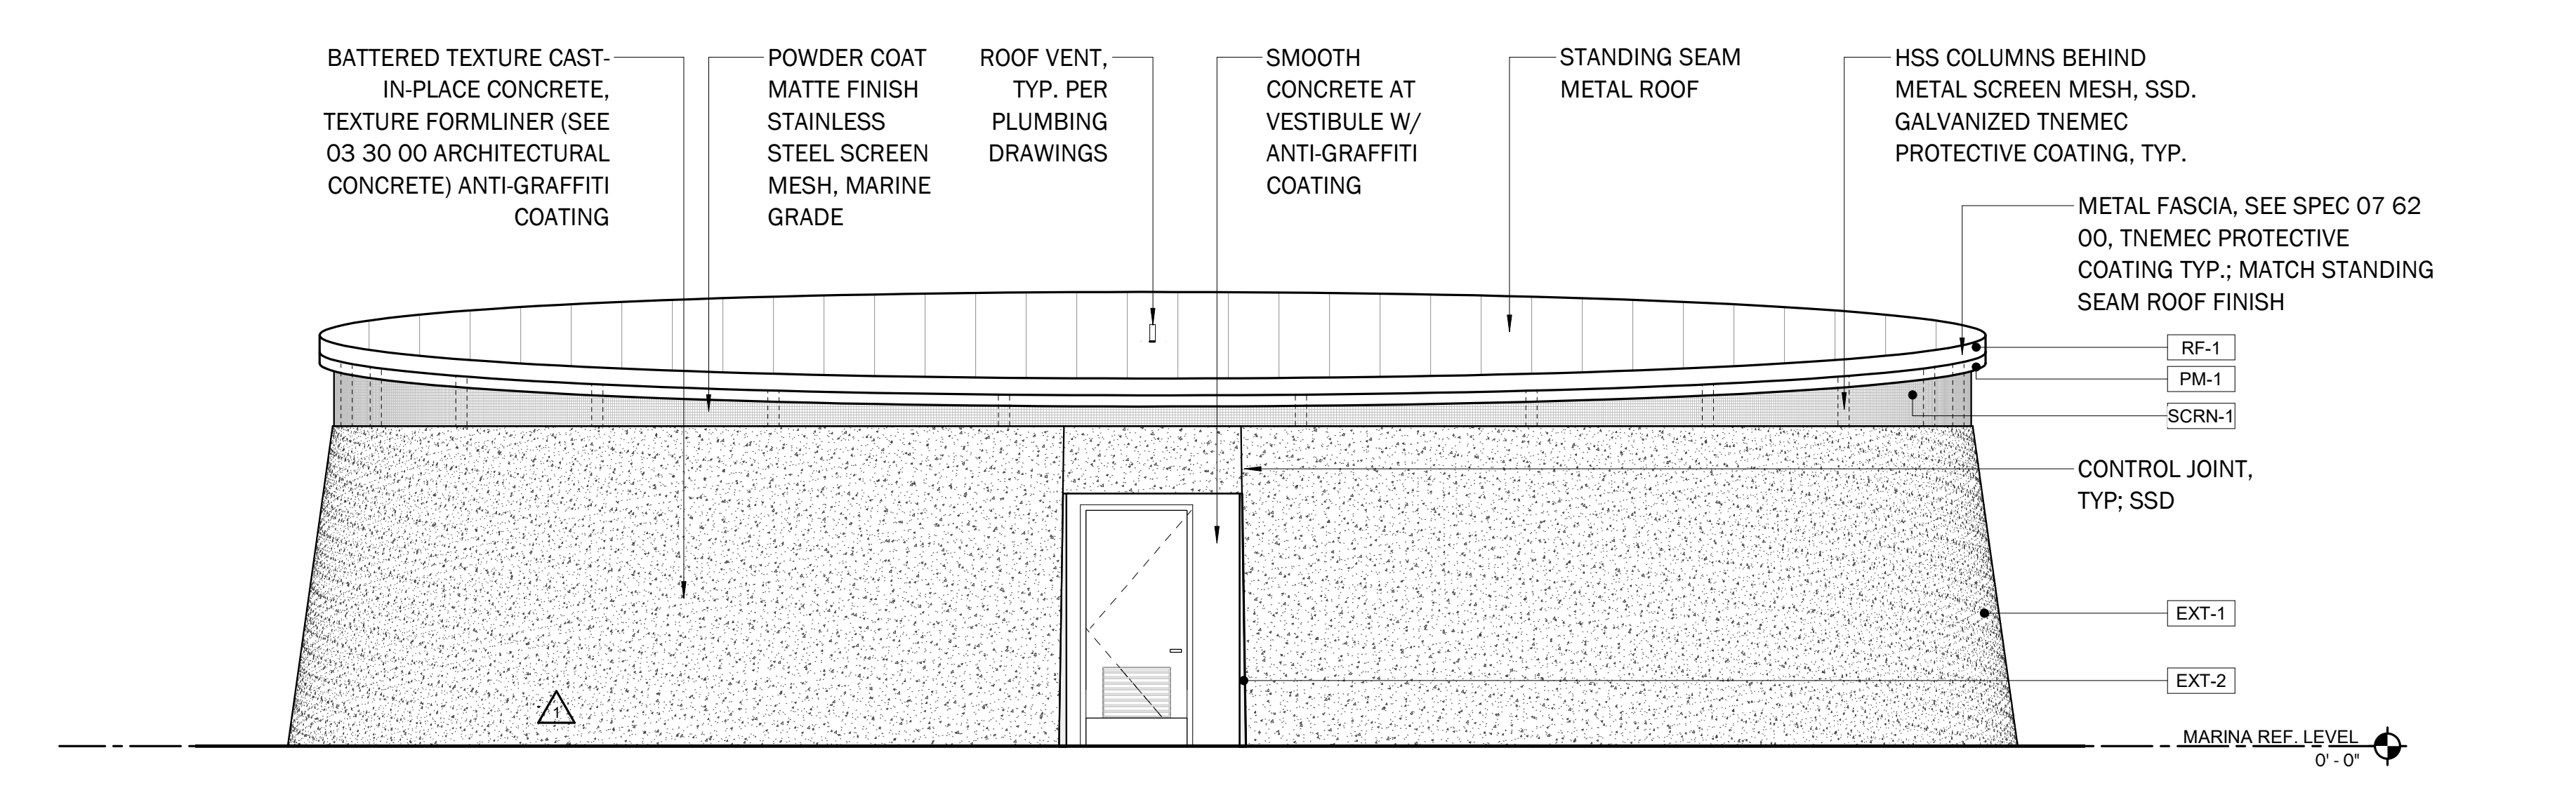 BATTERED TEXTURE CAST-
IN-PLACE CONCRETE,
TEXTURE FORMLINER (SEE
03 30 00 ARCHITECTURAL
CONCRETE) ANTI-GRAFFITI
COATING
POWDER COAT
MATTE FINISH
STAINLESS
STEEL SCREEN
MESH, MARINE
GRADE
ROOF VENT,
TYP. PER
PLUMBING
DRAWINGS
SMOOTH
CONCRETE AT
VESTIBULE W/
ANTI-GRAFFITI
COATING
STANDING SEAM
METAL ROOF
HSS COLUMNS BEHIND
METAL SCREEN MESH, SSD.
GALVANIZED TNEMEC
PROTECTIVE COATING, TYP.
METAL FASCIA, SEE SPEC 07 62
00, TNEMEC PROTECTIVE
COATING TYP.; MATCH STANDING
SEAM ROOF FINISH
RF-1
PM-1
SCRN-1
CONTROL JOINT,
TYP; SSD
EXT-1
EXT-2
1
MARINA REF. LEVEL
0' - 0"